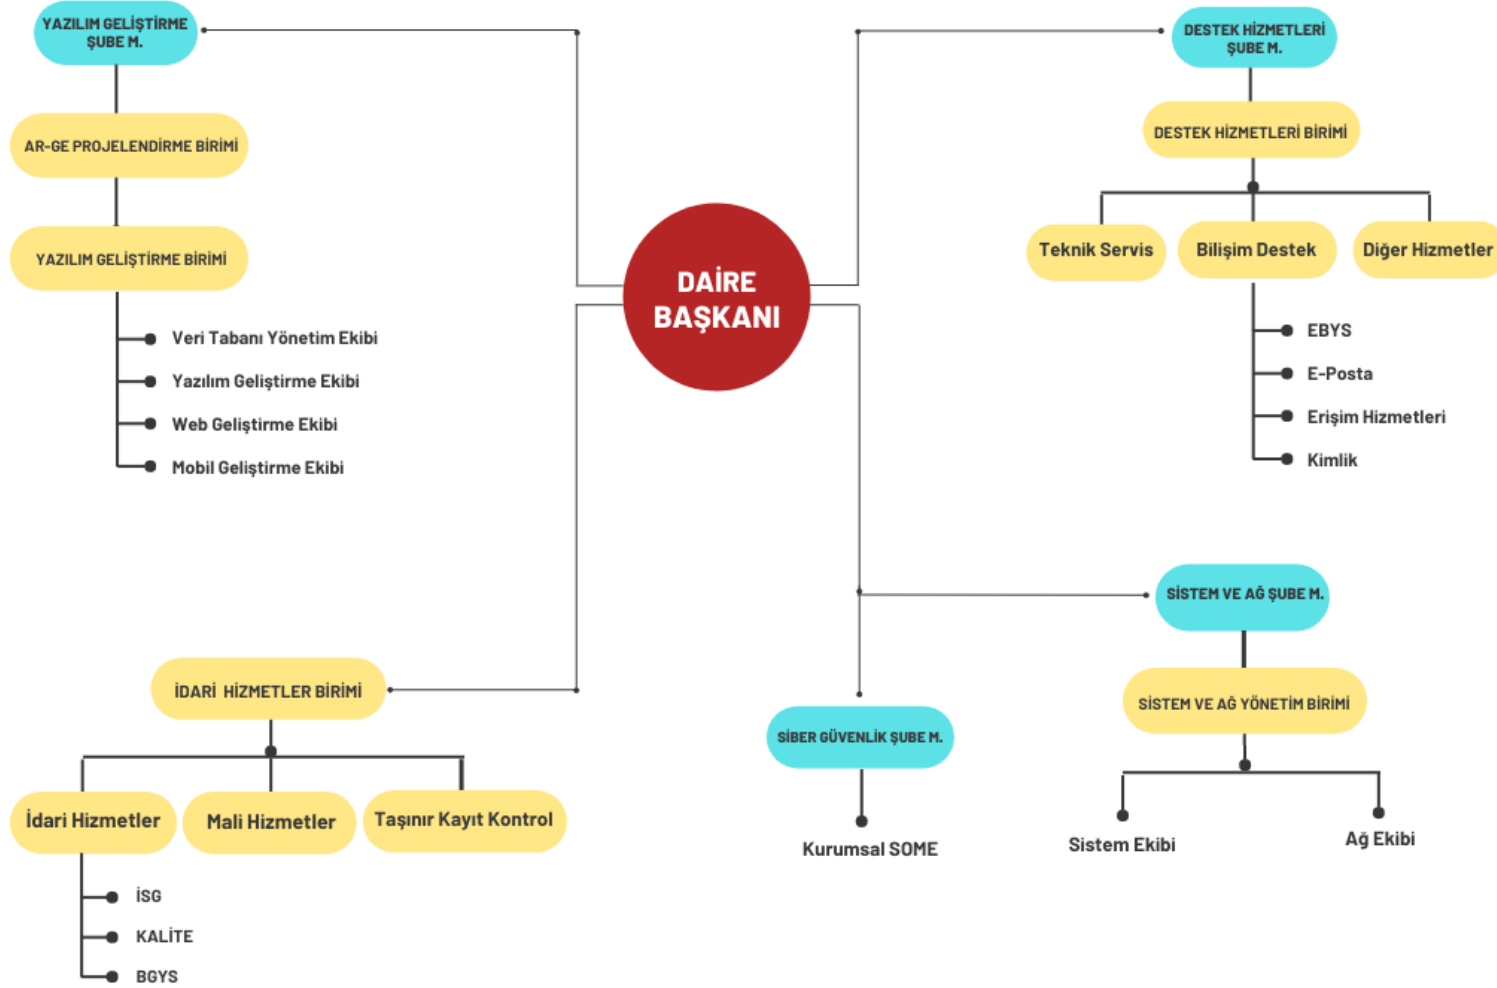 YAZILIM GELİŞTİRME
ŞUBE M.
AR-GE PROJELENDİRME BİRİMİ
YAZILIM GELİŞTİRME BİRİMİ
Veri Tabanı Yönetim Ekibi
Yazılım Geliştirme Ekibi
Web Geliştirme Ekibi
Mobil Geliştirme Ekibi
DAİRE
BAŞKANI
DESTEK HİZMETLERİ
ŞUBE M.
DESTEK HİZMETLERİ BİRİMİ
Teknik Servis
Bilişim Destek
Diğer Hizmetler
EBYS
E-Posta
Erişim Hizmetleri
Kimlik
İDARİ HİZMETLER BİRİMİ
İdari Hizmetler
Mali Hizmetler
Taşınır Kayıt Kontrol
İSG
KALİTE
BGYS
SİBER GÜVENLİK ŞUBE M.
Kurumsal SOME
SİSTEM VE AĞ ŞUBE M.
SİSTEM VE AĞ YÖNETİM BİRİMİ
Sistem Ekibi
Ağ Ekibi